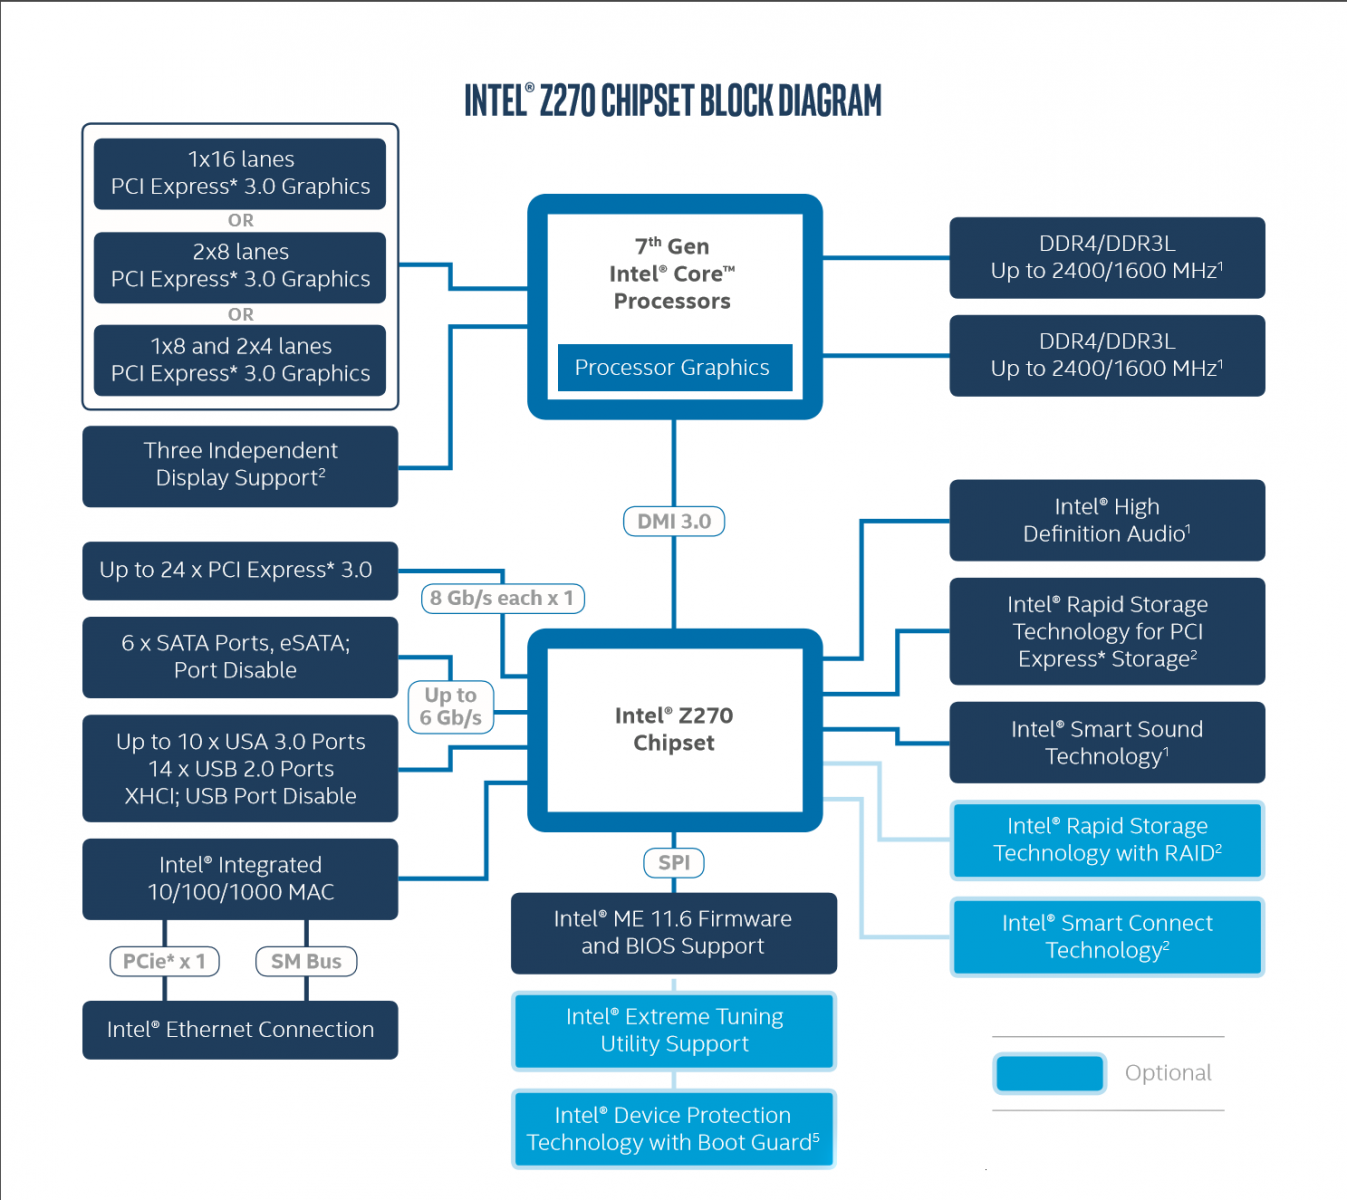 INTEL® Z270 CHIPSET BLOCK DIAGRAM
1x16 lanes
PCI Express* 3.0 Graphics
OR
2x8 lanes
PCI Express* 3.0 Graphics
OR
1x8 and 2x4 lanes
PCI Express* 3.0 Graphics
Three Independent
Display Support²
7th Gen
Intel® Core™
Processors
Processor Graphics
DDR4/DDR3L
Up to 2400/1600 MHz¹
DDR4/DDR3L
Up to 2400/1600 MHz¹
DMI 3.0
Up to 24 x PCI Express* 3.0
8 Gb/s each x 1
6 x SATA Ports, eSATA;
Port Disable
Up to
6 Gb/s
Up to 10 x USA 3.0 Ports
14 x USB 2.0 Ports
XHCI; USB Port Disable
Intel® Integrated
10/100/1000 MAC
PCIe* x 1
SM Bus
Intel® Ethernet Connection
Intel® Z270
Chipset
SPI
Intel® ME 11.6 Firmware
and BIOS Support
Intel® Extreme Tuning
Utility Support
Intel® Device Protection
Technology with Boot Guard⁵
Intel® High
Definition Audio¹
Intel® Rapid Storage
Technology for PCI
Express* Storage²
Intel® Smart Sound
Technology¹
Intel® Rapid Storage
Technology with RAID²
Intel® Smart Connect
Technology²
Optional